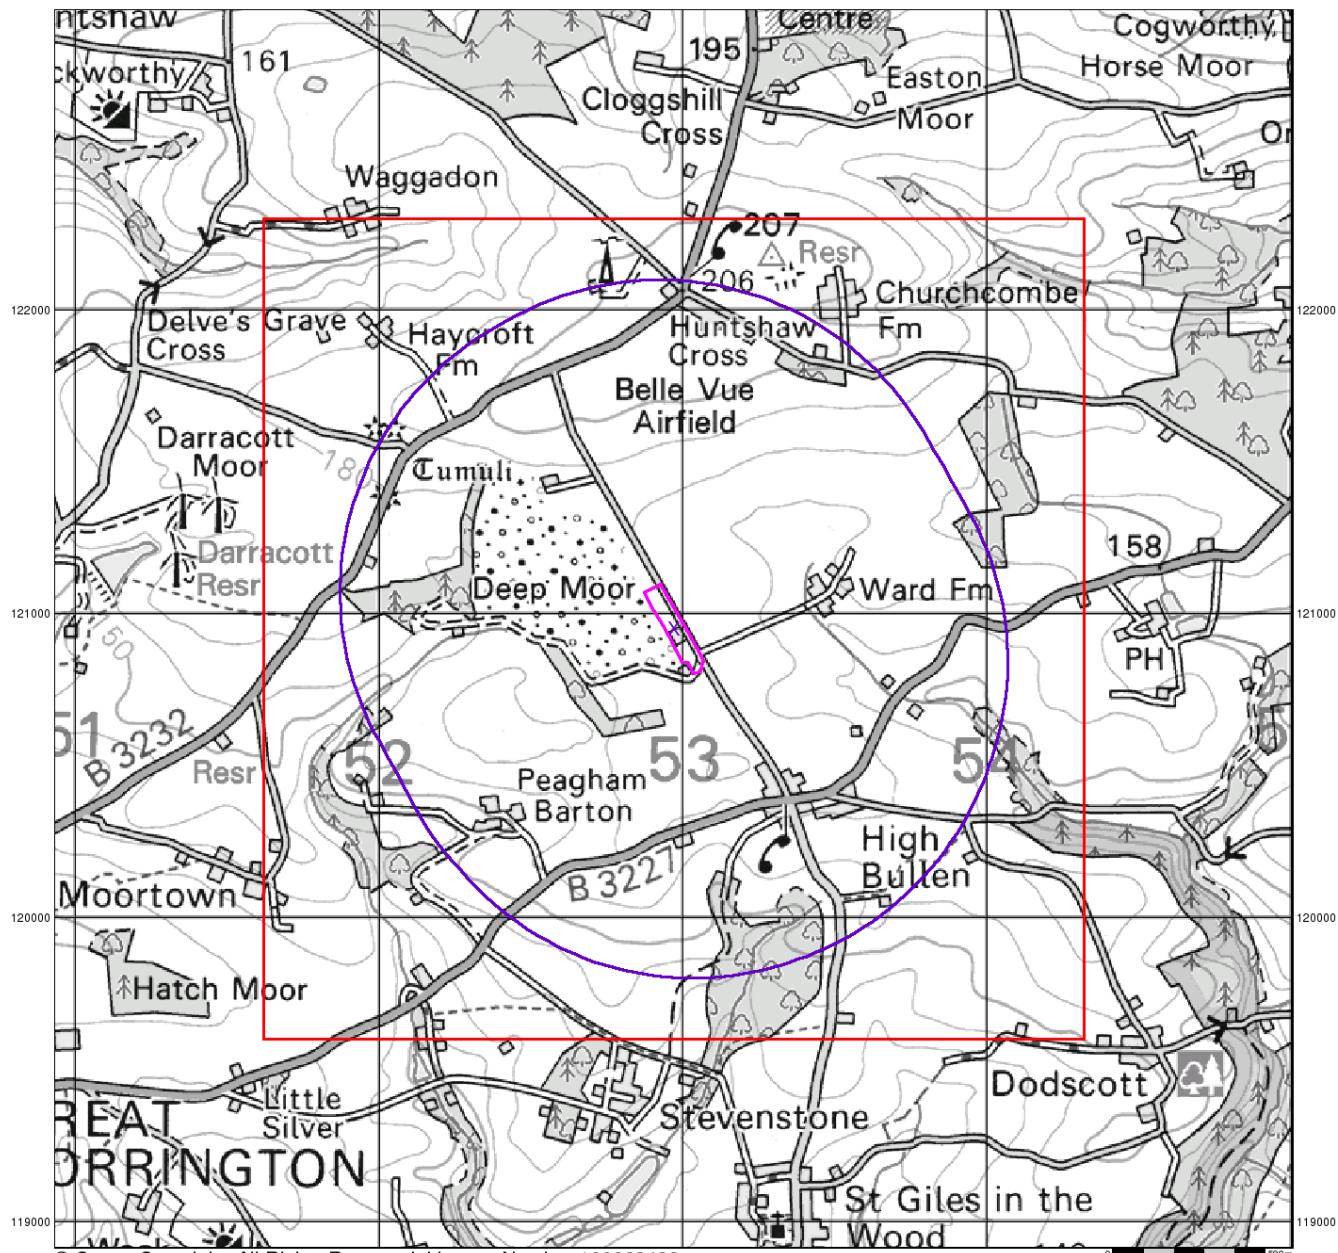 ntshaw
Centre
Cogworthy
195
161
ckworthy
Horse Moor
Easton
Moor
Cloggshill
Cross
Waggadon
207
Resr
206
Churchcombe
Fm
122000
122000
Delve's Grave
Cross
Haycroft
Fm
Huntshaw
Cross
Belle Vue
Airfield
Darracott
Moor
180
Tumuli
158
Darracott
Resr
Deep Moor
Ward Fm
121000
121000
150
PH
51
B 3232
52
53
54
Resr
Peagham
Barton
High
Bullen
B 3227
Moortown
120000
120000
Hatch Moor
Dodscott
Little
Silver
REAT
Stevenstone
ORRINGTON
St Giles in the
Wood
119000
119000